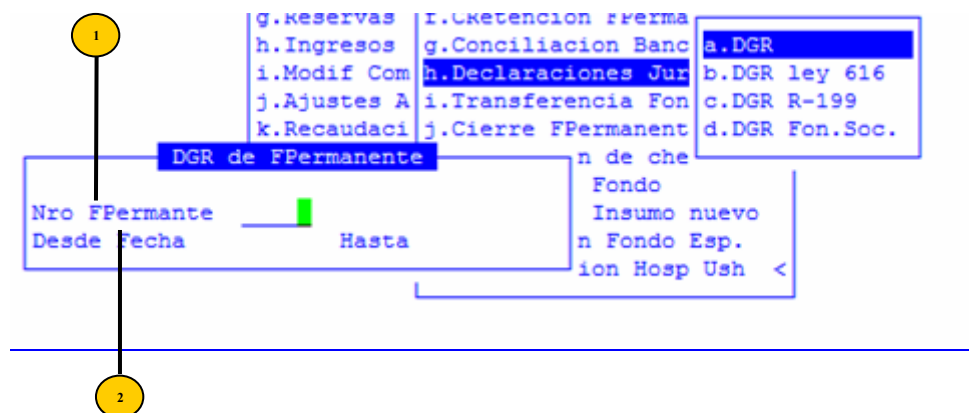 1
g.Reservas
h.Ingresos
i.Modif Com
j.Ajustes A
k.Recaudaci
f.CRetencion FPerma
g.Conciliacion Banc
h.Declaraciones Jur
i.Transferencia Fon
j.Cierre FPermanent
n de che
Fondo
Insumo nuevo
n Fondo Esp.
ion Hosp Ush <
a.DGR
b.DGR ley 616
c.DGR R-199
d.DGR Fon.Soc.
DGR de FPermanente
Nro FPermante
Desde Fecha Hasta
2